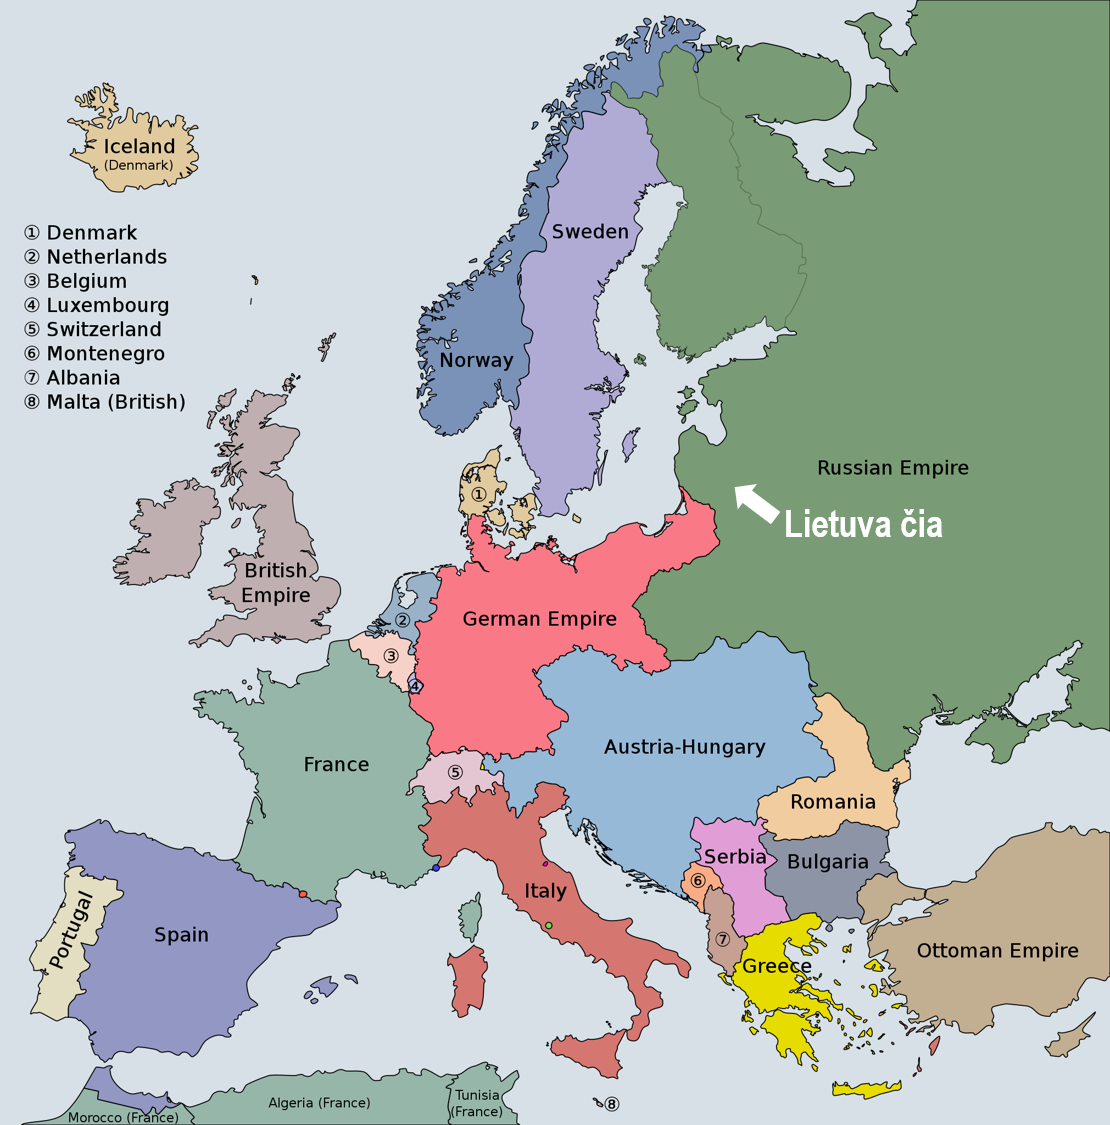 Iceland
(Denmark)
① Denmark
② Netherlands
③ Belgium
④ Luxembourg
⑤ Switzerland
⑥ Montenegro
⑦ Albania
⑧ Malta (British)
Sweden
Norway
Russian Empire
①
Lietuva čia
British
Empire
German Empire
②
③
④
France
⑤
Austria-Hungary
Romania
Serbia
Bulgaria
⑥
Italy
Portugal
Spain
⑦
Greece
Ottoman Empire
Morocco (France)
Algeria (France)
Tunisia
(France)
⑧